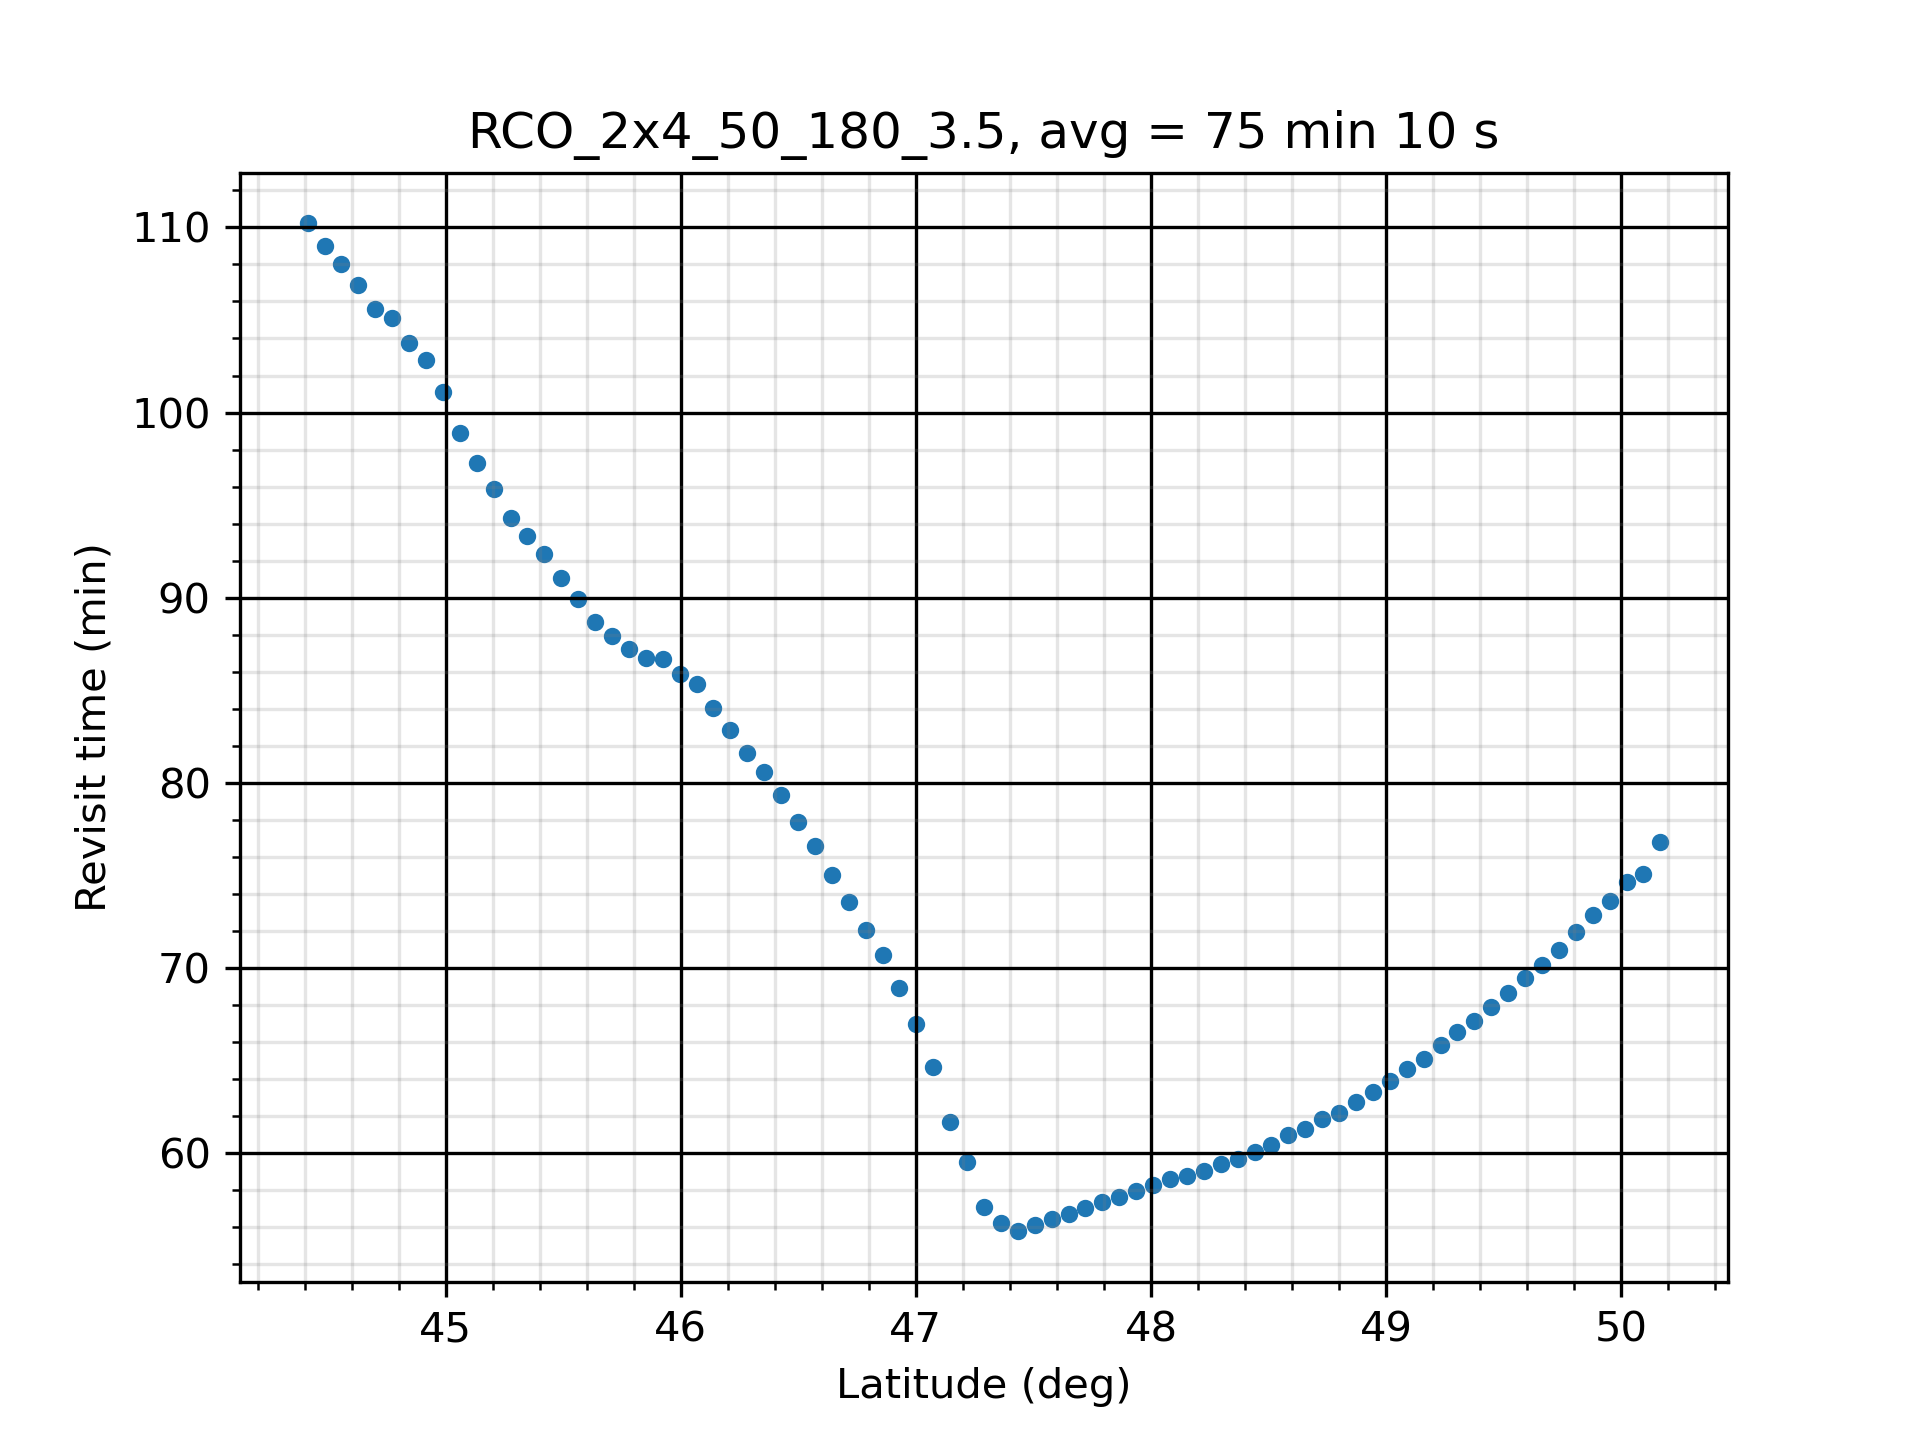 RCO_2x4_50_180_3.5, avg = 75 min 10 s
110
100
90
80
70
60
Revisit time (min)
45 46 47 48 49 50
Latitude (deg)